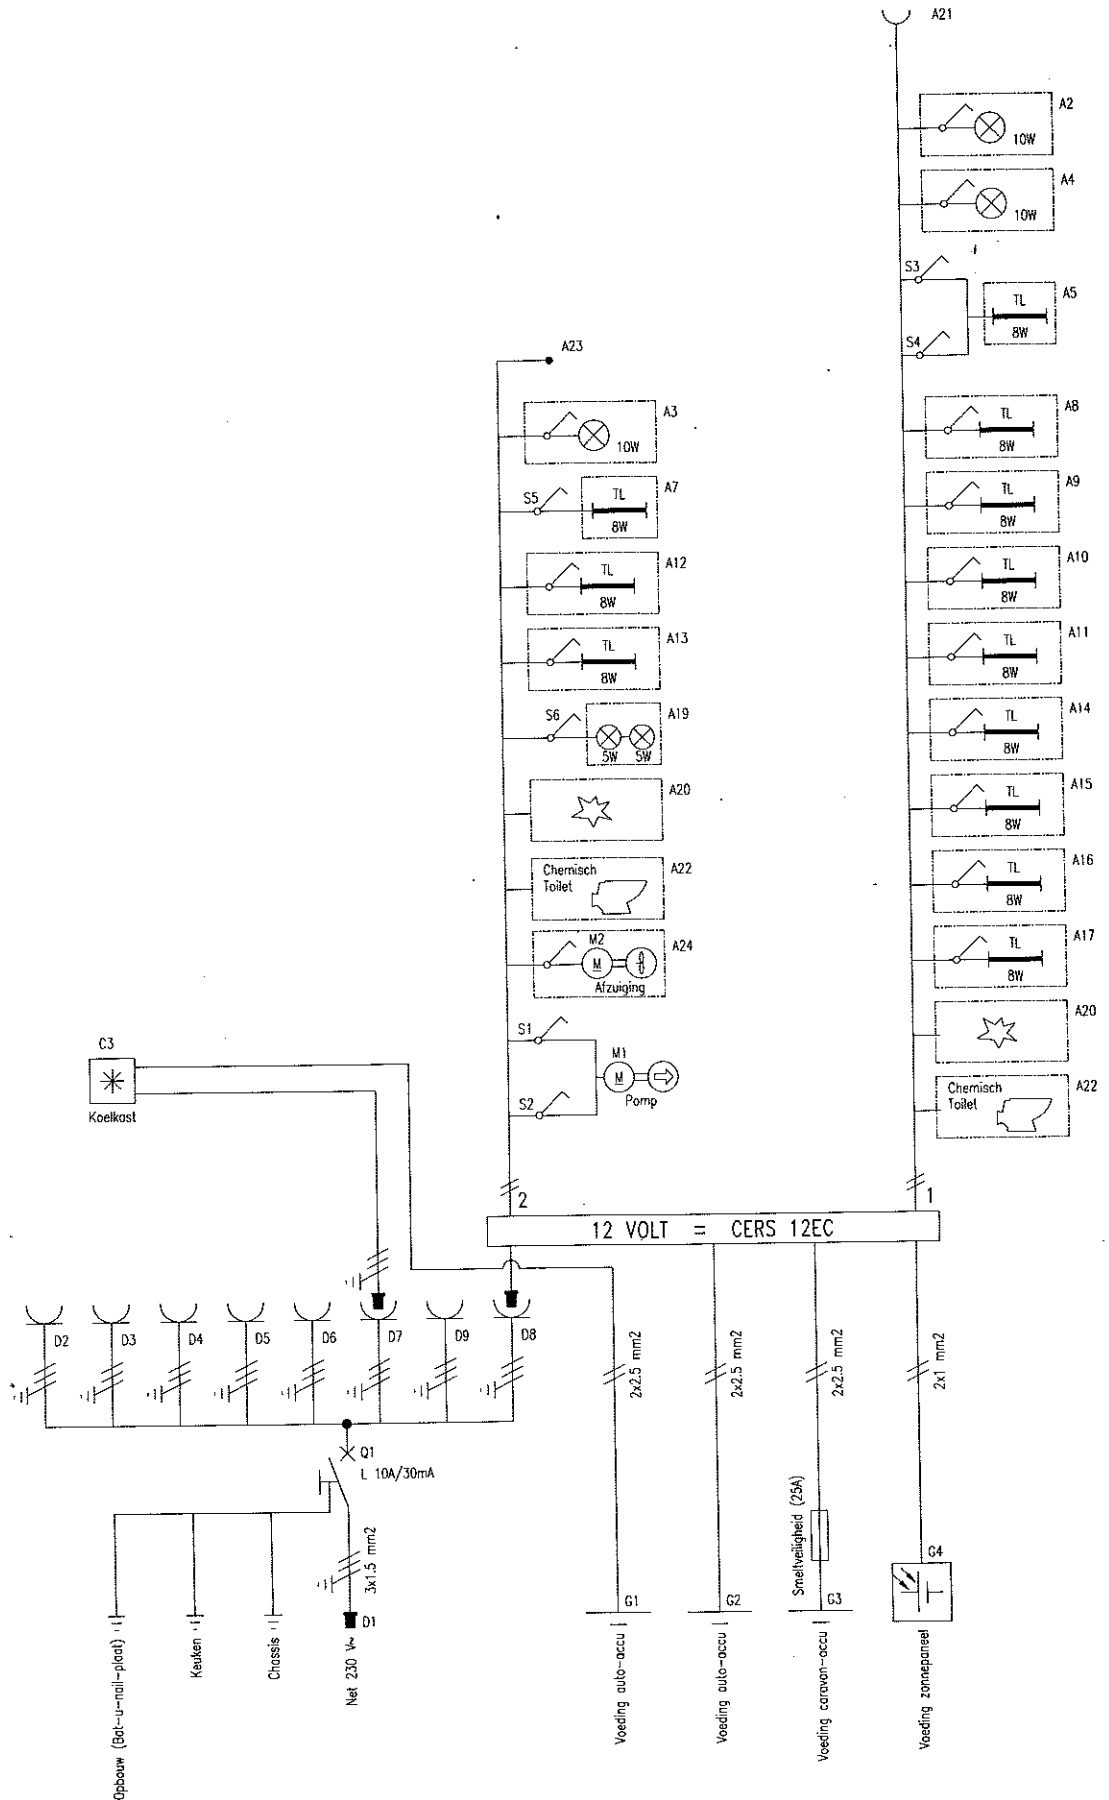 A21
A2
10W
A4
10W
S3
A5
TL
8W
S4
A23
A3
10W
A8
TL
8W
S5
A7
TL
8W
A9
TL
8W
A12
TL
8W
A10
TL
8W
A13
TL
8W
A11
TL
8W
S6
A19
5W 5W
A14
TL
8W
A20
A15
TL
8W
A22
Chemisch
Toilet
A16
TL
8W
A24
M2
M
Afzuiging
A17
TL
8W
A20
S1
M1
M
Pomp
S2
C3
Koelkast
A22
Chemisch
Toilet
2
1
12 VOLT = CERS 12EC
D2
D3
D4
D5
D6
D7
D9
D8
2x2.5 mm2
2x2.5 mm2
2x2.5 mm2
2x1 mm2
Q1
L 10A/30mA
3x1.5 mm2
Smeltveiligheid (25A)
G1
G2
G3
G4
D1
Opbouw (Bat-u-nail-plaat)
Keuken
Chassis
Net 230 V~
Voeding auto-accu
Voeding auto-accu
Voeding caravan-accu
Voeding zonnepaneel